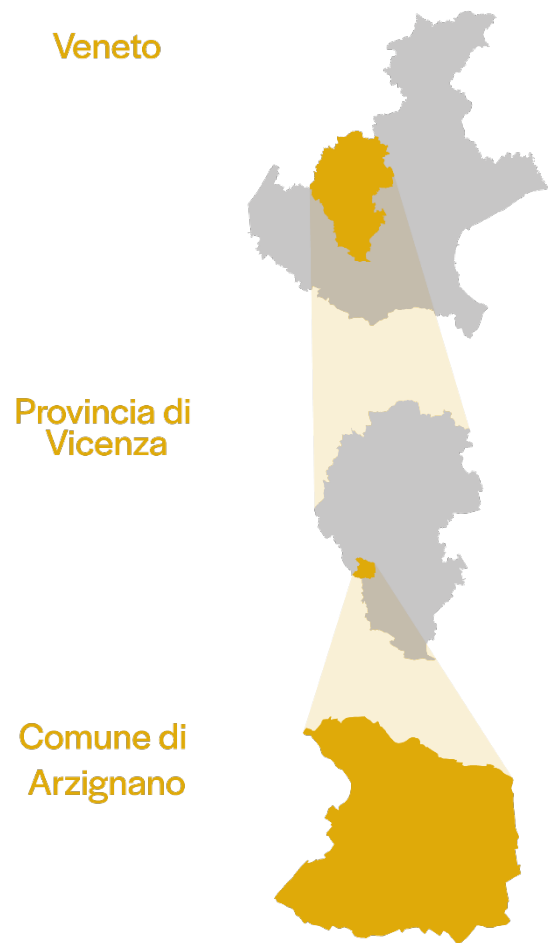 Veneto
Provincia di
Vicenza
Comune di
Arzignano